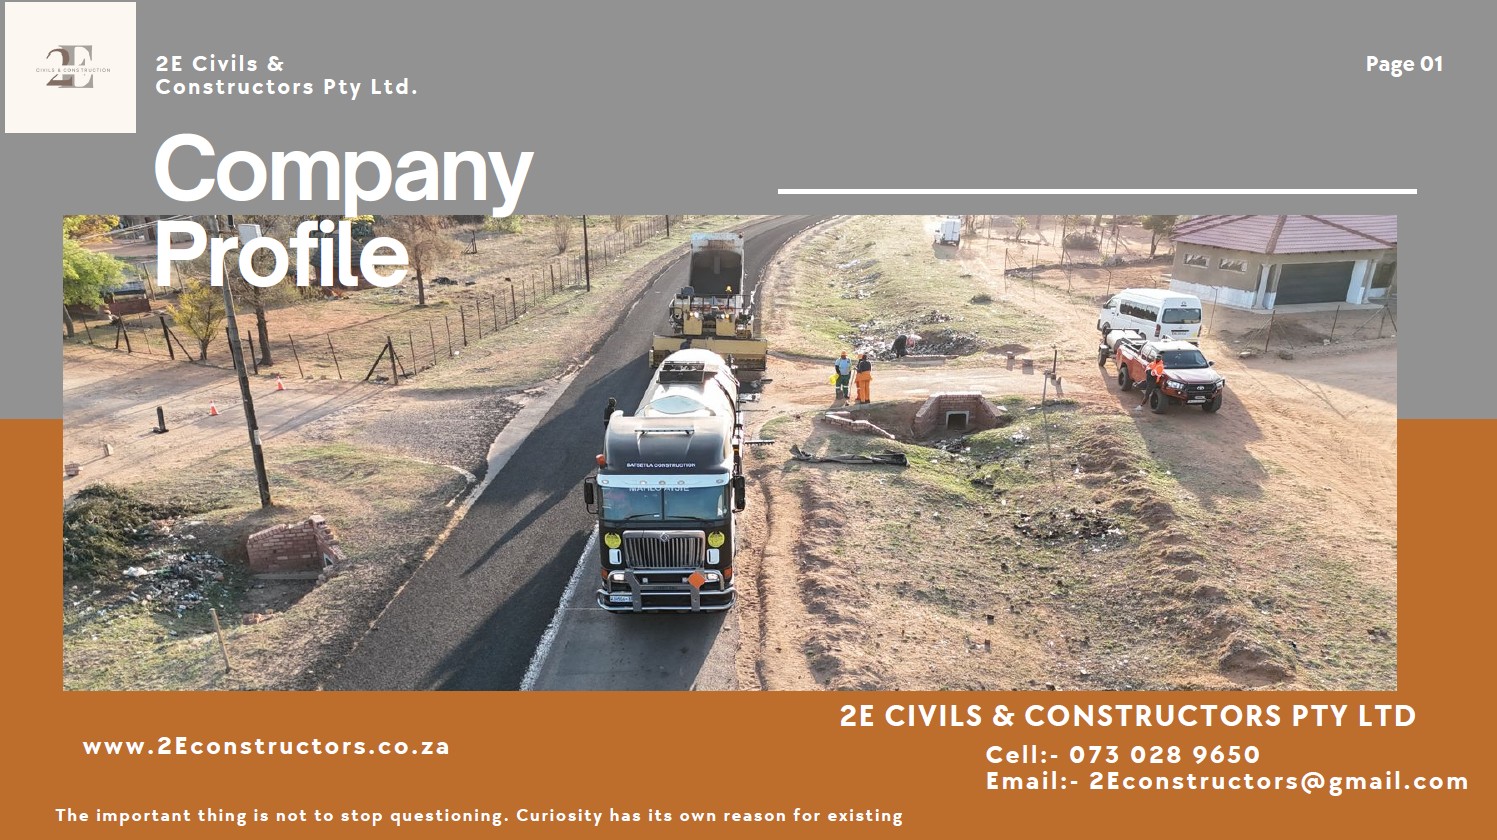 2E
CIVILS & CONSTRUCTION
2E Civils &
Constructors Pty Ltd.
Page 01
Company
Profile
BATSETLA CONSTRUCTION
www.2Econstructors.co.za
2E CIVILS & CONSTRUCTORS PTY LTD
Cell:- 073 028 9650
Email:- 2Econstructors@gmail.com
The important thing is not to stop questioning. Curiosity has its own reason for existing